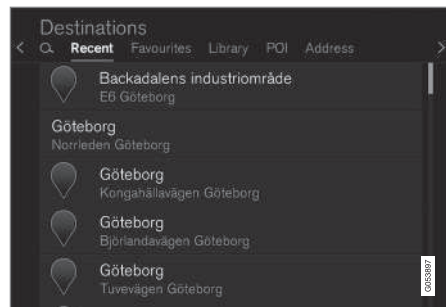 Destinations
Recent Favourites Library POI Address
Backadalens industriområde
E6 Göteborg
Göteborg
Norrleden Göteborg
Göteborg
Kongahällavägen Göteborg
Göteborg
Björlandavägen Göteborg
Göteborg
Tuvevägen Göteborg
G053897